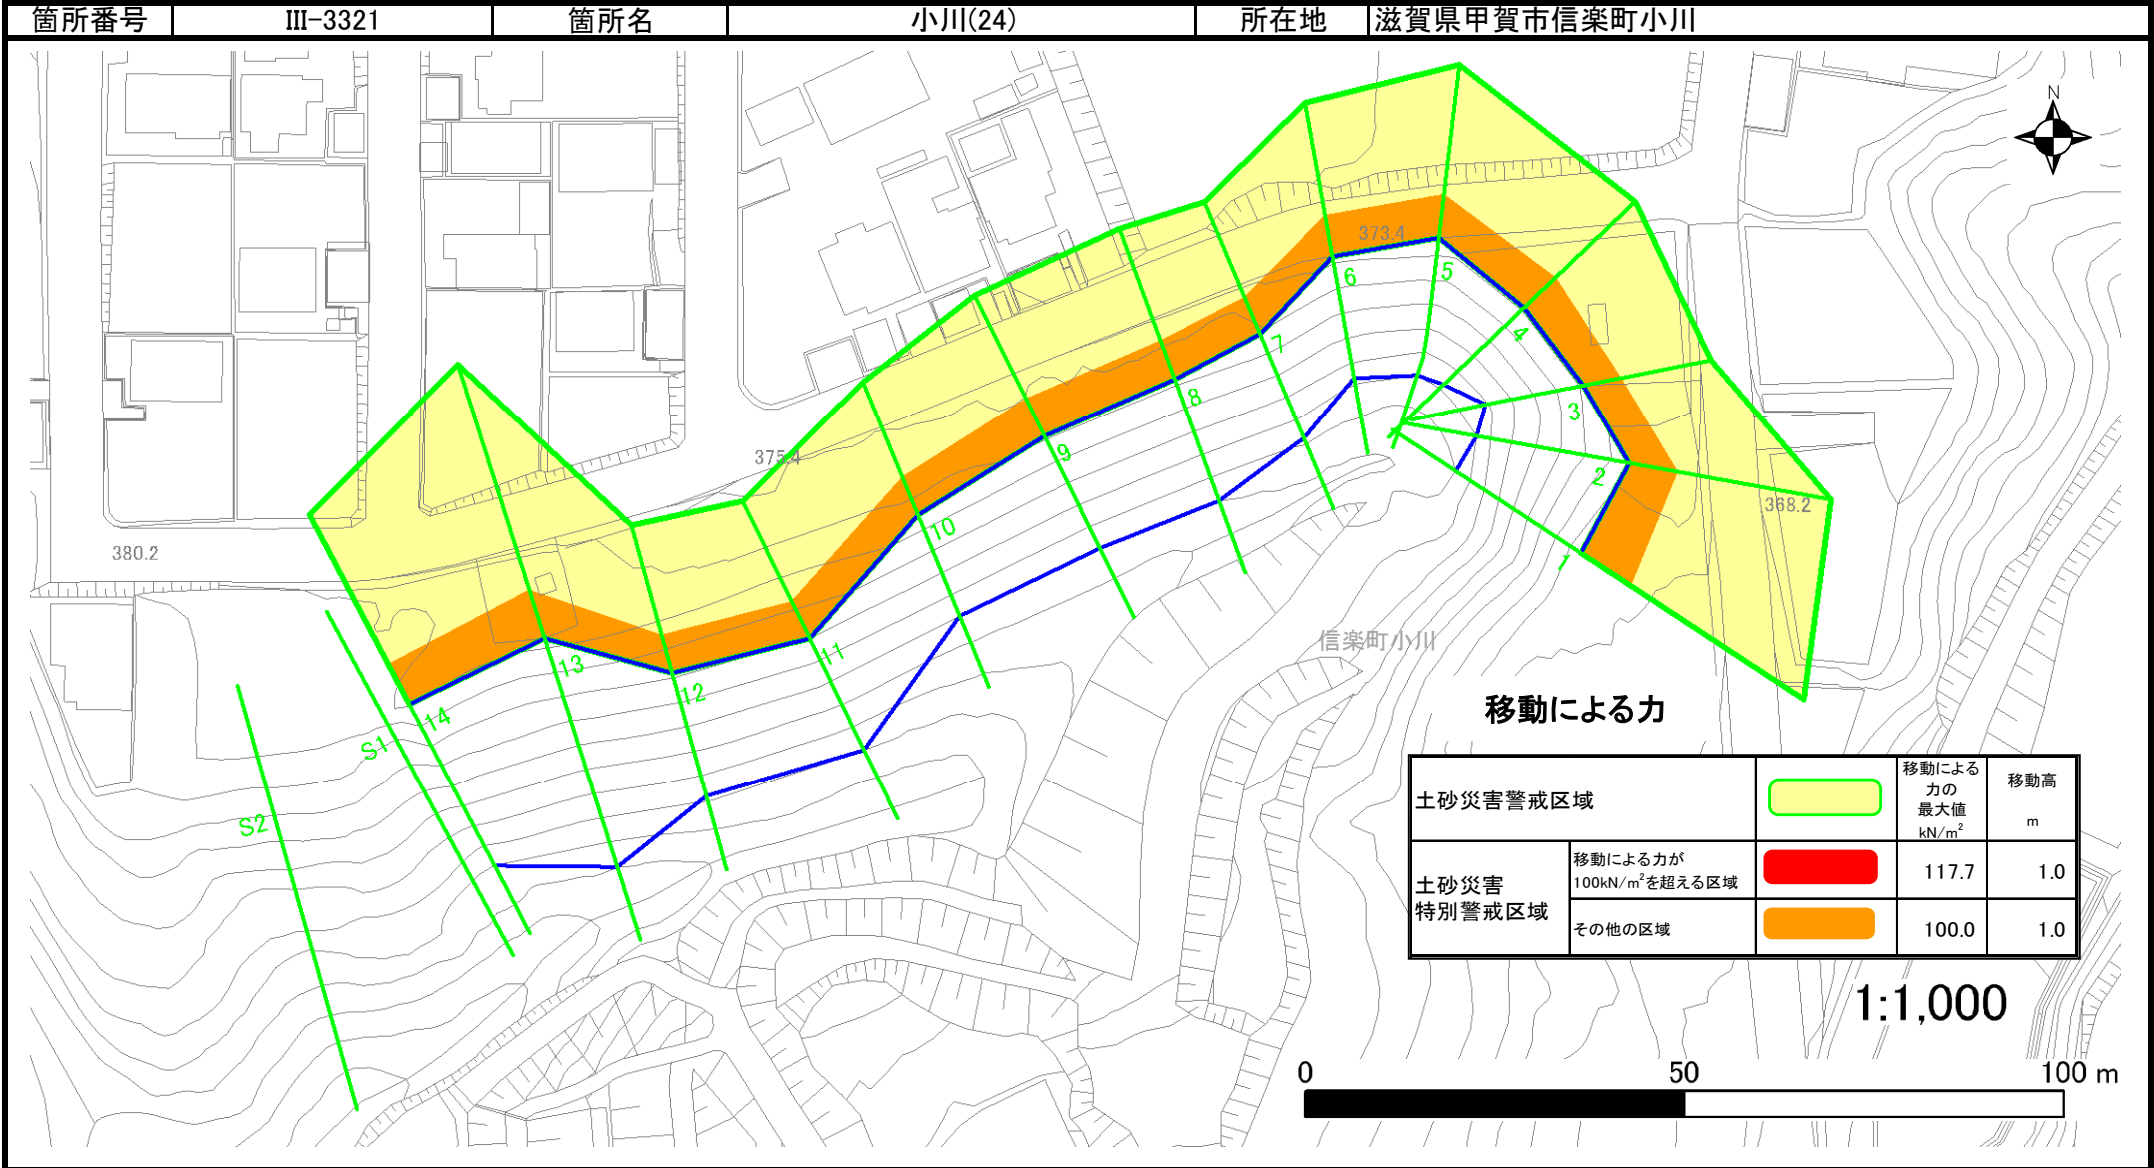 箇所番号 III-3321 箇所名 小川(24) 所在地 滋賀県甲賀市信楽町小川
N
373.4
6
5
4
7
3
8
375.4
9
2
368.2
10
380.2
1
11
信楽町小川
13
12
14
S1
S2
移動による力
土砂災害警戒区域
移動による
力の
最大値
kN/m²
移動高
m
土砂災害
特別警戒区域
移動による力が
100kN/m²を超える区域
117.7 1.0
その他の区域
100.0 1.0
1:1,000
0 50 100 m